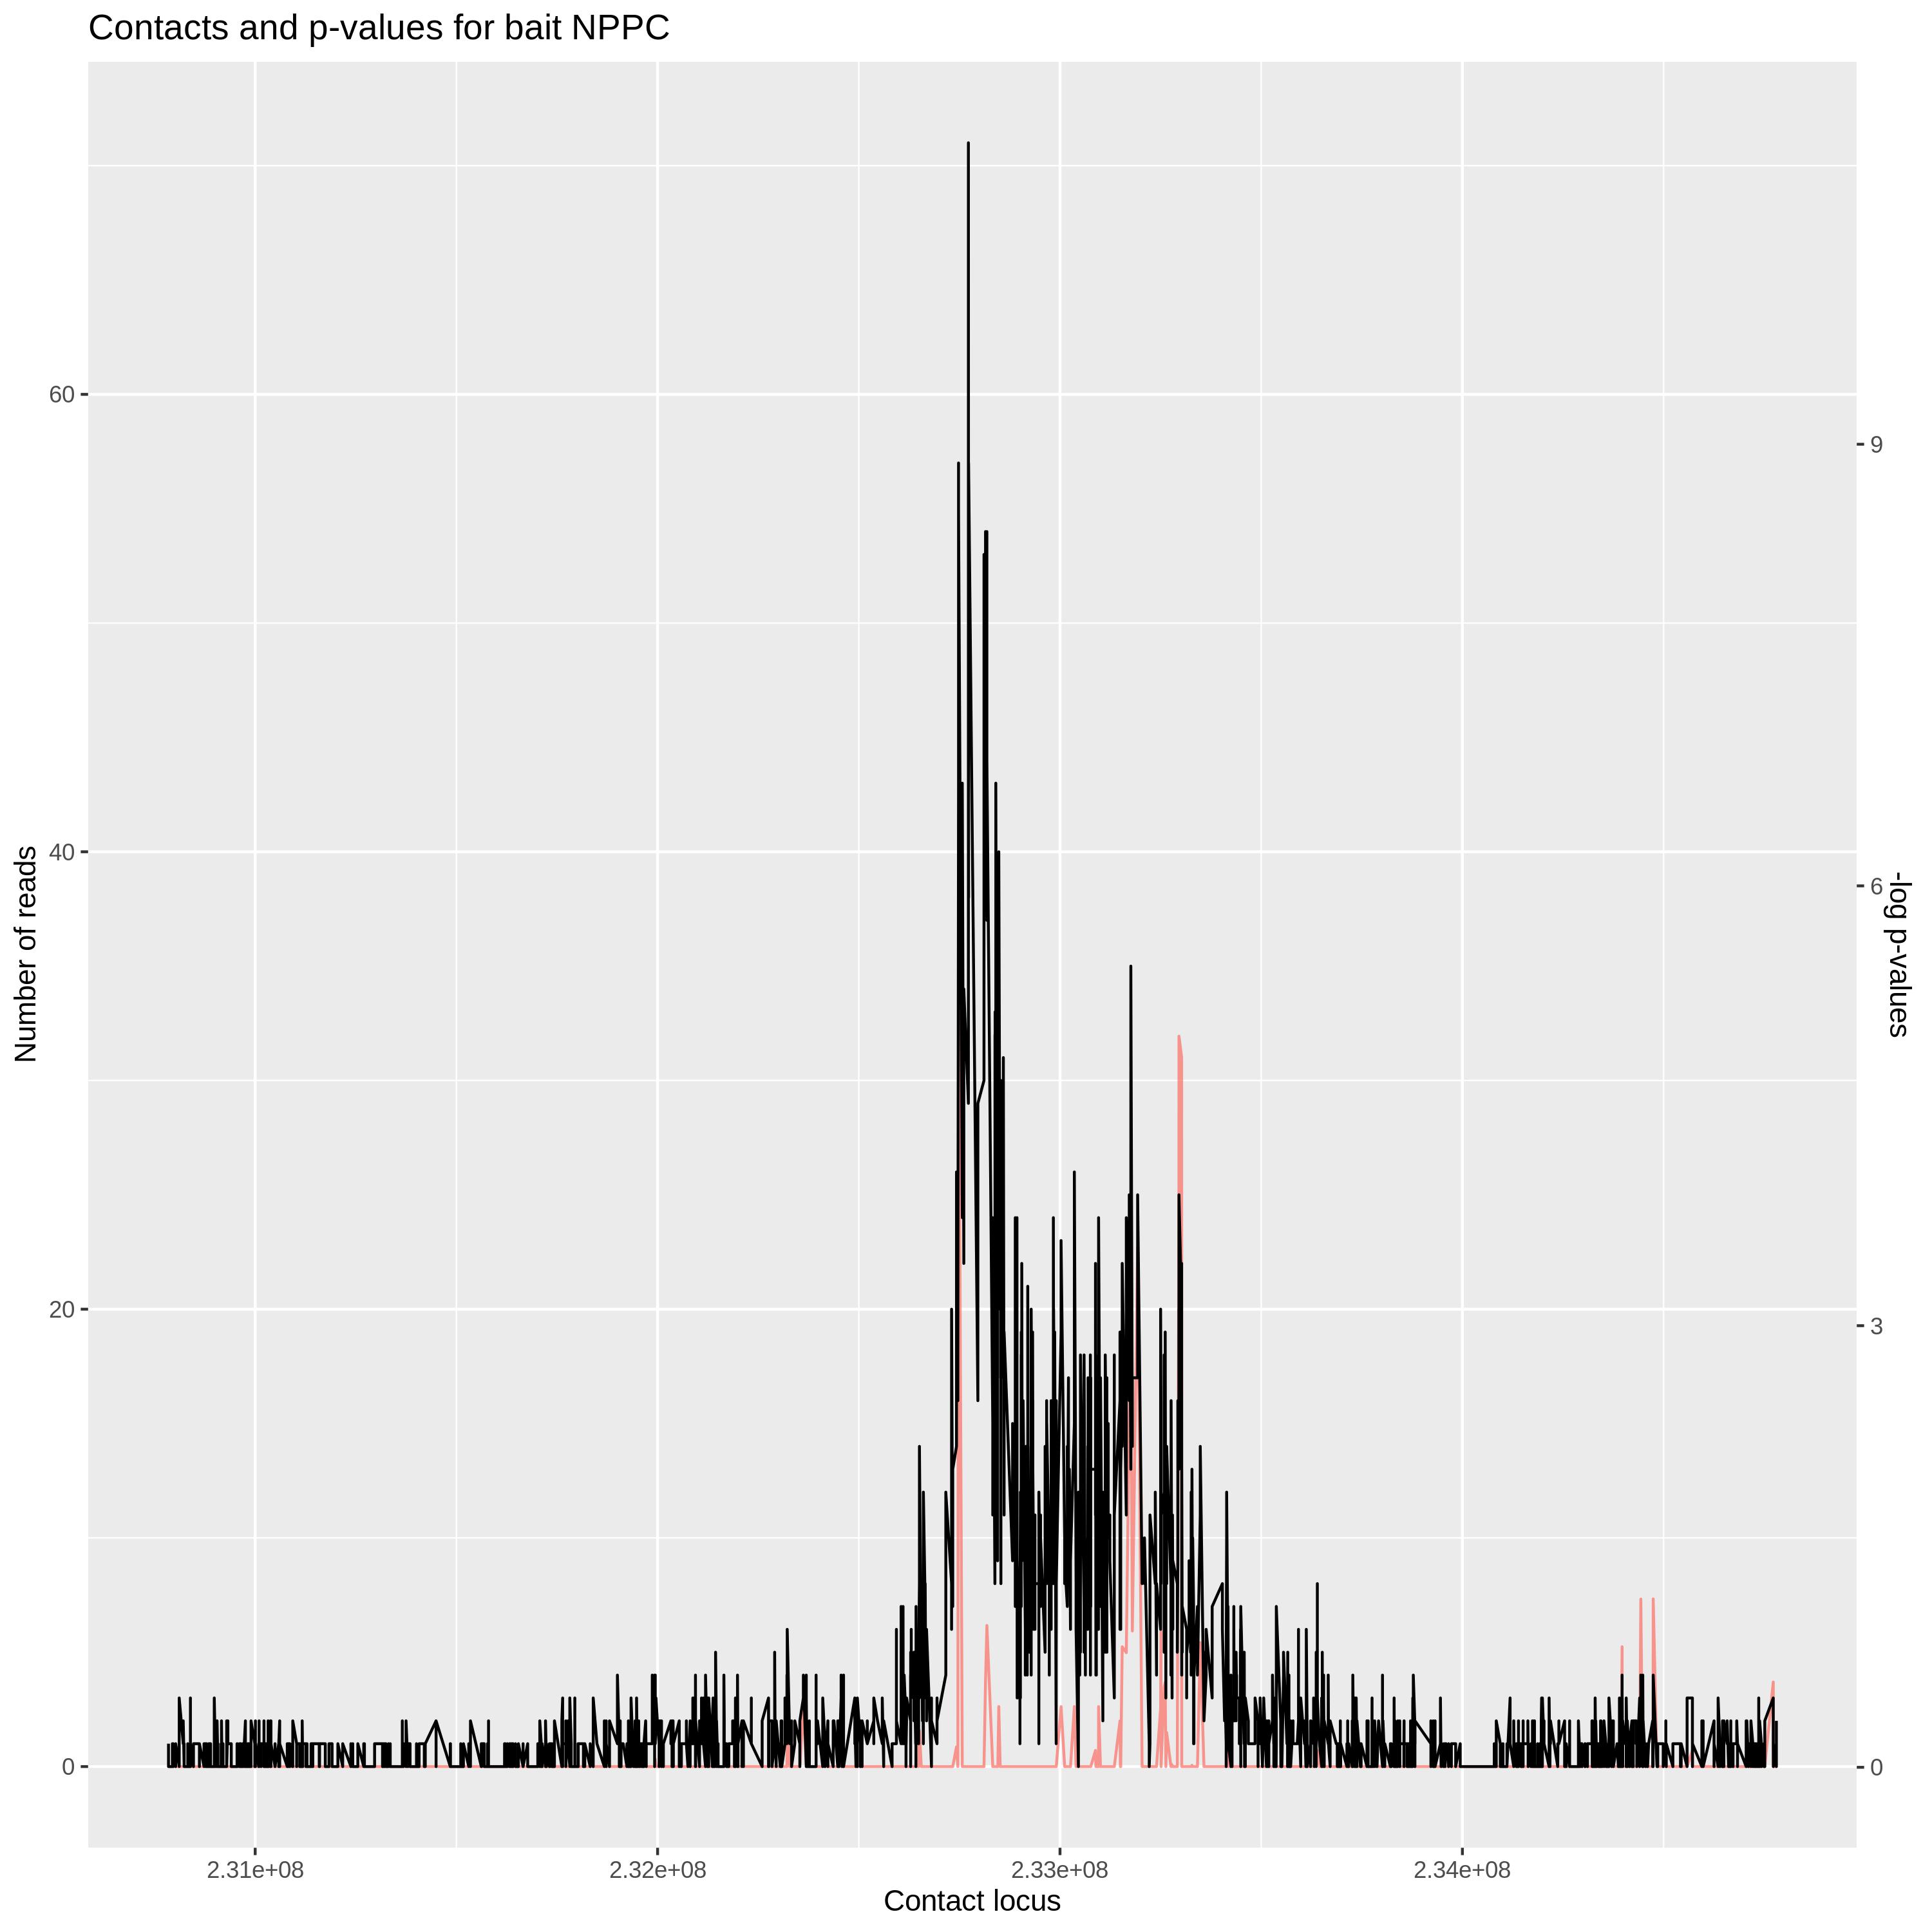 Contacts and p-values for bait NPPC
Number of reads
60
40
20
0
9
6
3
0
-log p-values
2.31e+08 2.32e+08 2.33e+08 2.34e+08
Contact locus